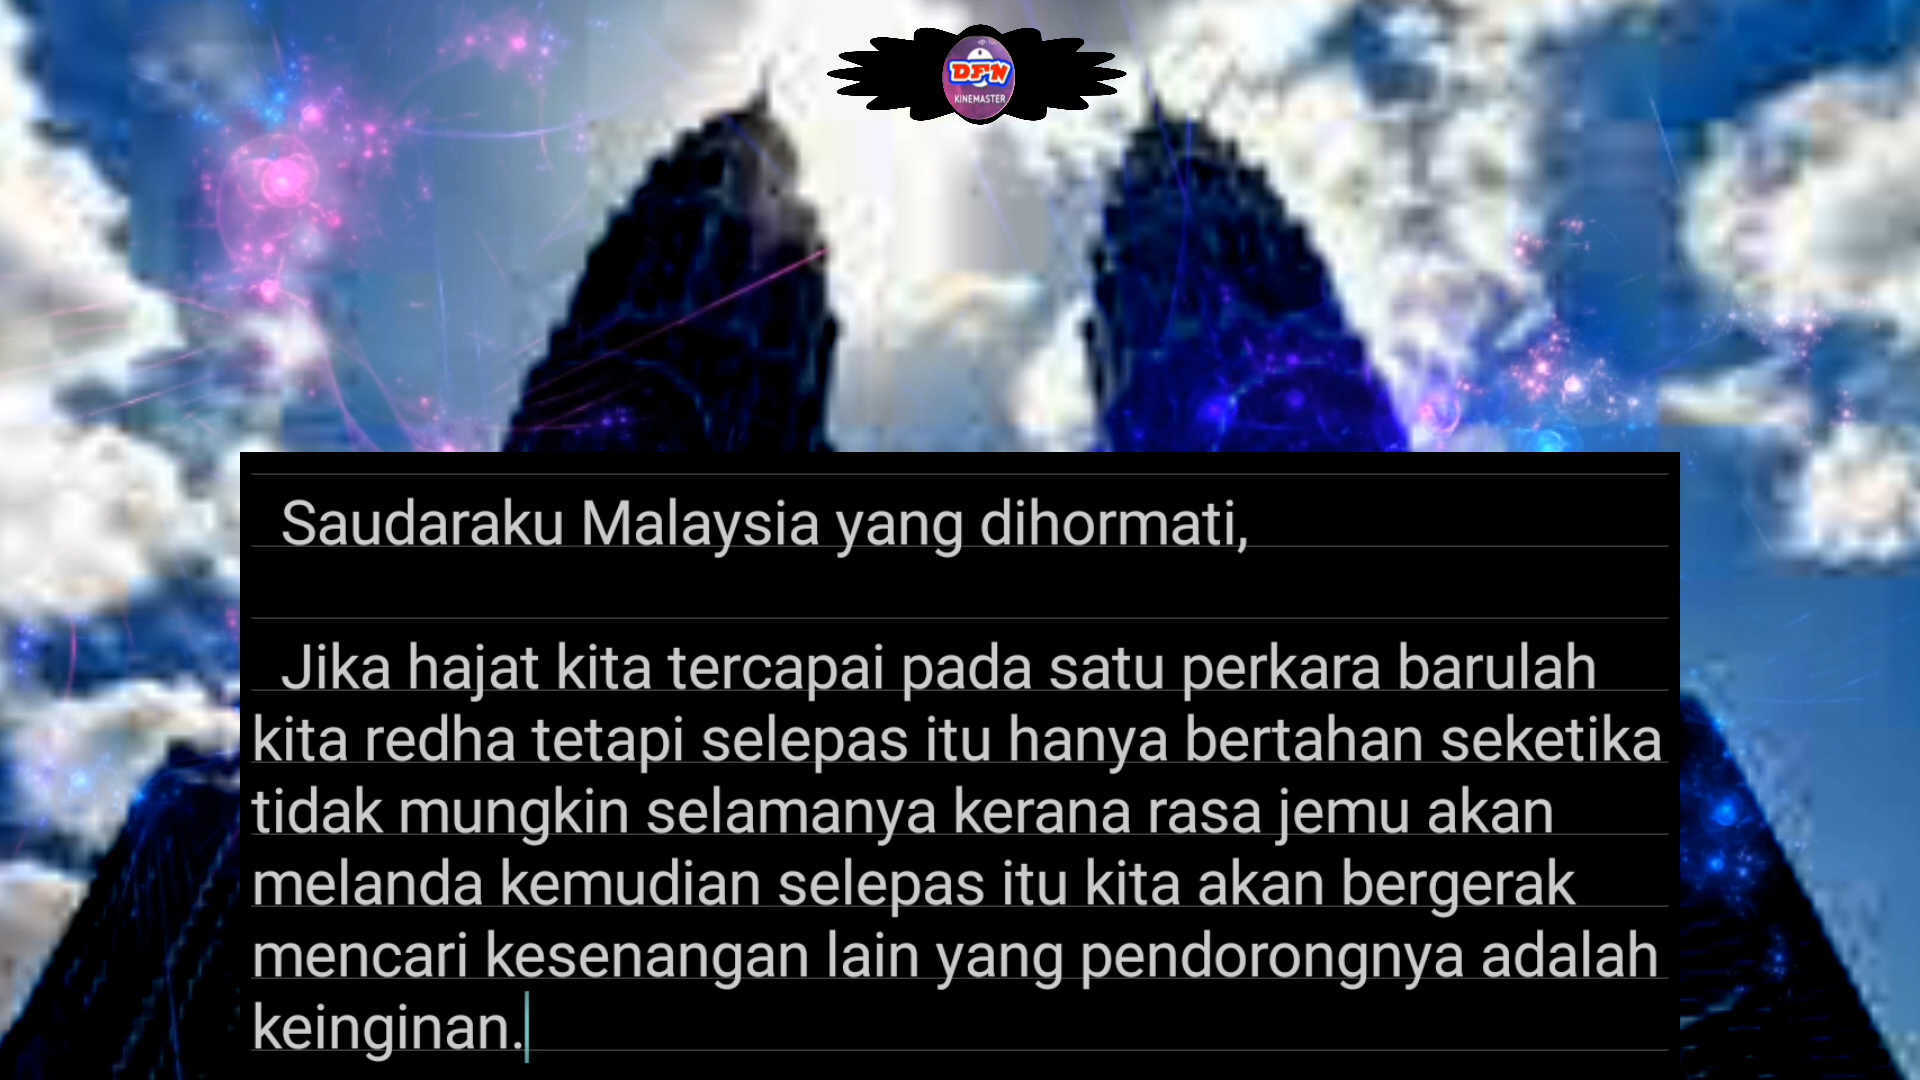 DFN
KINEMASTER
Saudaraku Malaysia yang dihormati,
Jika hajat kita tercapai pada satu perkara barulah
kita redha tetapi selepas itu hanya bertahan seketika
tidak mungkin selamanya kerana rasa jemu akan
melanda kemudian selepas itu kita akan bergerak
mencari kesenangan lain yang pendorongnya adalah
keinginan.